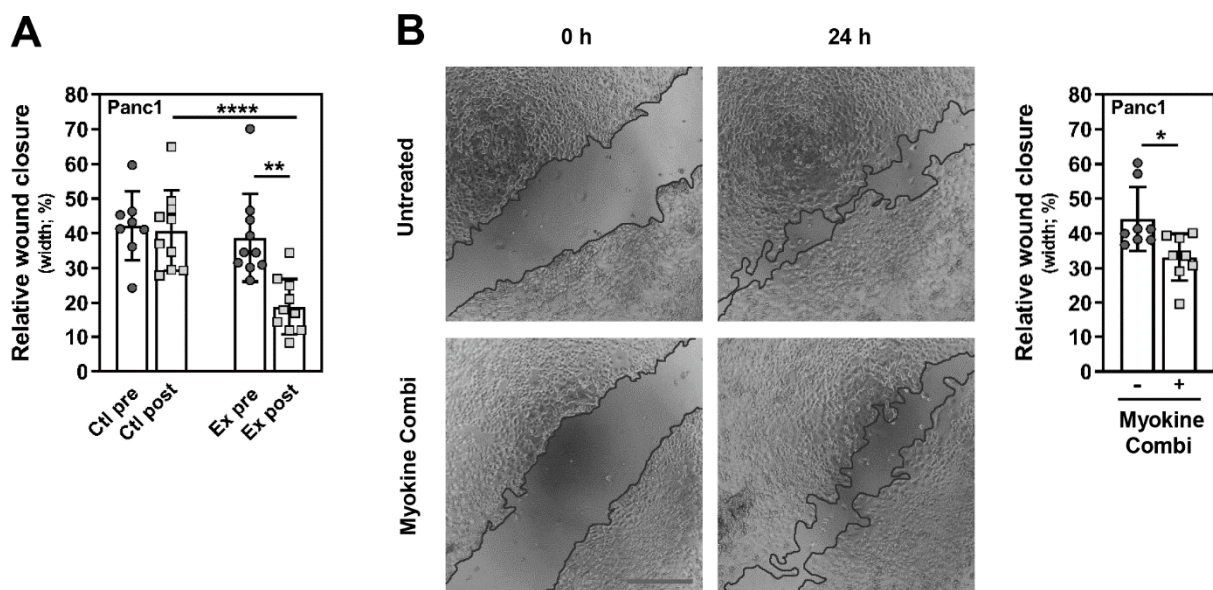 A
Relative wound closure
(width; %)
80
70
60
50
40
30
20
10
0
Panc1
****
**
Ctl pre
Ctl post
Ex pre
Ex post
B
0 h
24 h
Untreated
Myokine Combi
Relative wound closure
(width; %)
80
70
60
50
40
30
20
10
0
Panc1
*
- +
Myokine
Combi